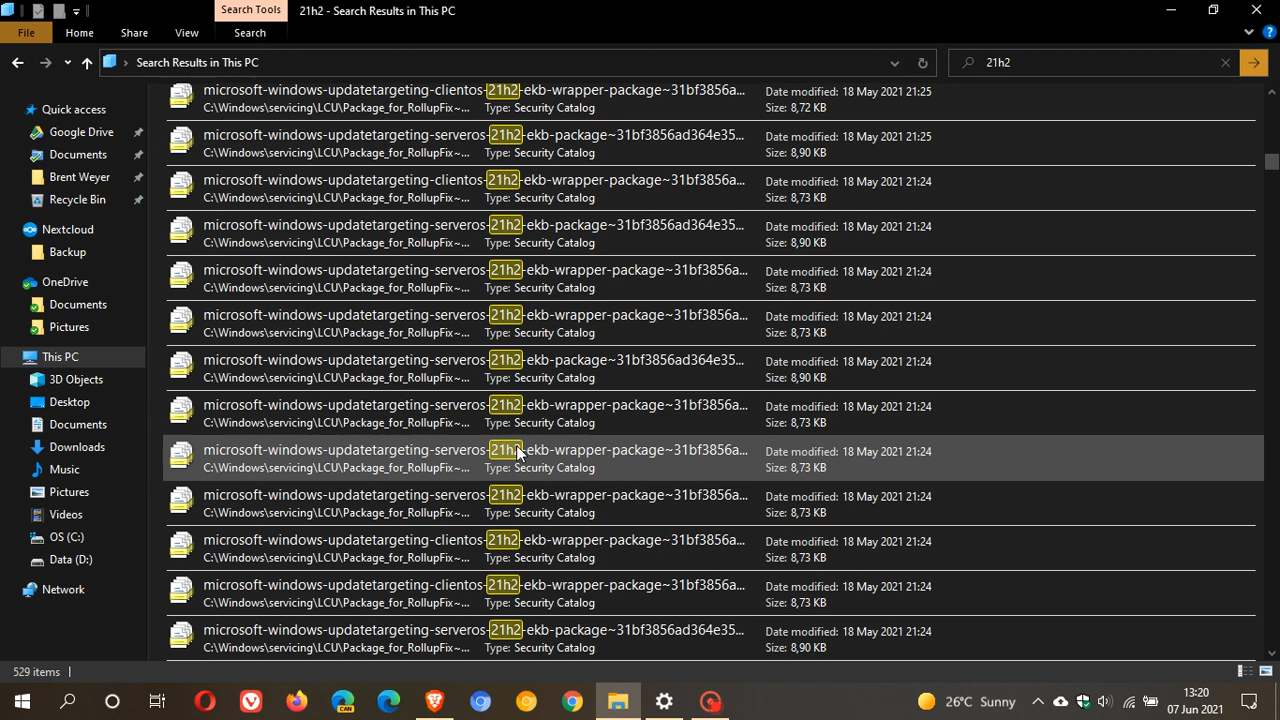 Search Tools
21h2 - Search Results in This PC
File
Home
Share
View
Search
Search Results in This PC
21h2
Quick access
Google Drive
Documents
Brent Weyer
Recycle Bin
Nextcloud
Backup
OneDrive
Documents
Pictures
This PC
3D Objects
Desktop
Documents
Downloads
Music
Pictures
Videos
OS (C:)
Data (D:)
Network
microsoft-windows-updatetargeting-clientos-21h2-ekb-wrapper-package~31bf3856a... Date modified: 18 May 2021 21:25
C:\Windows\servicing\LCU\Package_for_RollupFix~... Type: Security Catalog Size: 8,72 KB
microsoft-windows-updatetargeting-serveros-21h2-ekb-package~31bf3856ad364e35... Date modified: 18 May 2021 21:25
C:\Windows\servicing\LCU\Package_for_RollupFix~... Type: Security Catalog Size: 8,90 KB
microsoft-windows-updatetargeting-clientos-21h2-ekb-wrapper-package~31bf3856a... Date modified: 18 May 2021 21:24
C:\Windows\servicing\LCU\Package_for_RollupFix~... Type: Security Catalog Size: 8,73 KB
microsoft-windows-updatetargeting-serveros-21h2-ekb-package~31bf3856ad364e35... Date modified: 18 May 2021 21:24
C:\Windows\servicing\LCU\Package_for_RollupFix~... Type: Security Catalog Size: 8,90 KB
microsoft-windows-updatetargeting-serveros-21h2-ekb-wrapper-package~31bf3856a... Date modified: 18 May 2021 21:24
C:\Windows\servicing\LCU\Package_for_RollupFix~... Type: Security Catalog Size: 8,73 KB
microsoft-windows-updatetargeting-serveros-21h2-ekb-wrapper-package~31bf3856a... Date modified: 18 May 2021 21:24
C:\Windows\servicing\LCU\Package_for_RollupFix~... Type: Security Catalog Size: 8,73 KB
microsoft-windows-updatetargeting-serveros-21h2-ekb-package~31bf3856ad364e35... Date modified: 18 May 2021 21:24
C:\Windows\servicing\LCU\Package_for_RollupFix~... Type: Security Catalog Size: 8,90 KB
microsoft-windows-updatetargeting-serveros-21h2-ekb-wrapper-package~31bf3856a... Date modified: 18 May 2021 21:24
C:\Windows\servicing\LCU\Package_for_RollupFix~... Type: Security Catalog Size: 8,73 KB
microsoft-windows-updatetargeting-serveros-21h2-ekb-wrapper-package~31bf3856a... Date modified: 18 May 2021 21:24
C:\Windows\servicing\LCU\Package_for_RollupFix~... Type: Security Catalog Size: 8,73 KB
microsoft-windows-updatetargeting-serveros-21h2-ekb-wrapper-package~31bf3856a... Date modified: 18 May 2021 21:24
C:\Windows\servicing\LCU\Package_for_RollupFix~... Type: Security Catalog Size: 8,73 KB
microsoft-windows-updatetargeting-clientos-21h2-ekb-wrapper-package~31bf3856a... Date modified: 18 May 2021 21:24
C:\Windows\servicing\LCU\Package_for_RollupFix~... Type: Security Catalog Size: 8,73 KB
microsoft-windows-updatetargeting-clientos-21h2-ekb-wrapper-package~31bf3856a... Date modified: 18 May 2021 21:24
C:\Windows\servicing\LCU\Package_for_RollupFix~... Type: Security Catalog Size: 8,73 KB
microsoft-windows-updatetargeting-serveros-21h2-ekb-package~31bf3856ad364e35... Date modified: 18 May 2021 21:24
C:\Windows\servicing\LCU\Package_for_RollupFix~... Type: Security Catalog Size: 8,90 KB
529 items
CAN
26°C Sunny
13:20
07 Jun 2021